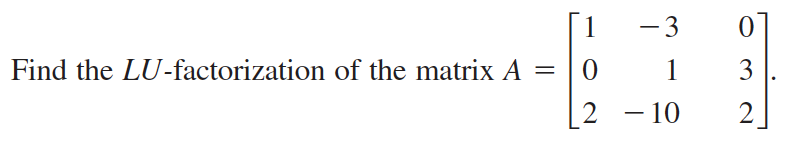 Find the LU-factorization of the matrix A = [1 −3 0
0 1 3
2 −10 2].